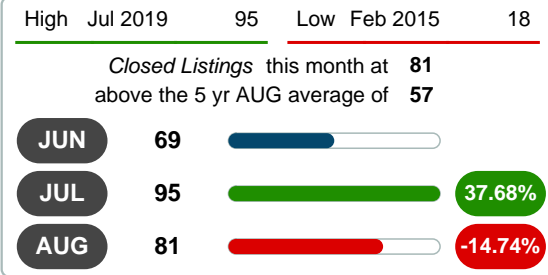 High Jul 2019 95 Low Feb 2015 18
Closed Listings this month at 81
above the 5 yr AUG average of 57
JUN 69
JUL 95 37.68%
AUG 81 -14.74%